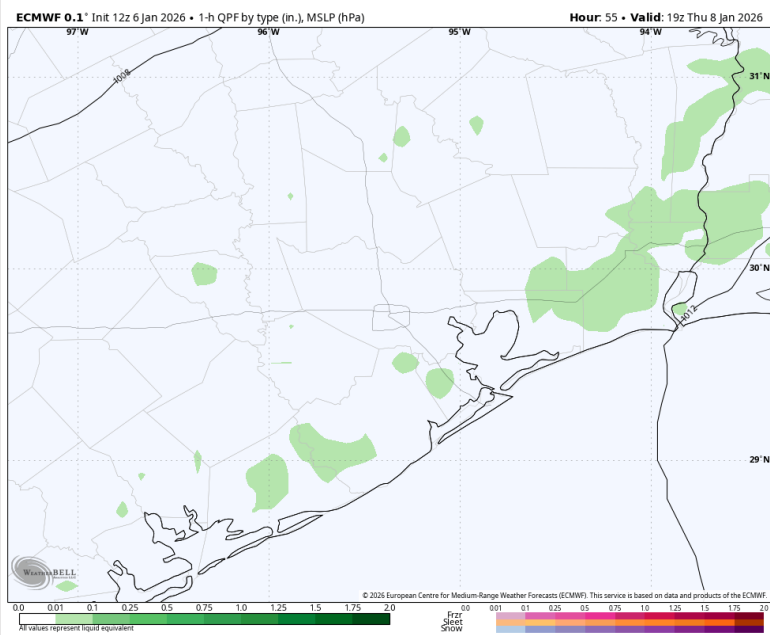 ECMWF 0.1° Init 12z 6 Jan 2026 • 1-h QPF by type (in.), MSLP (hPa)
Hour: 55 • Valid: 19z Thu 8 Jan 2026
97°W 96°W 95°W 94°W
1008
31°N
30°N
1012
29°N
WEATHERBELL
© 2026 European Centre for Medium-Range Weather Forecasts (ECMWF). This service is based on data and products of the ECMWF.
0.0 0.01 0.1 0.25 0.5 0.75 1.0 1.25 1.5 1.75 2.0
0.0 0.01 0.1 0.25 0.5 0.75 1.0 1.25 1.5 1.75 2.0
Frzr
Sleet
Snow
All values represent liquid equivalent